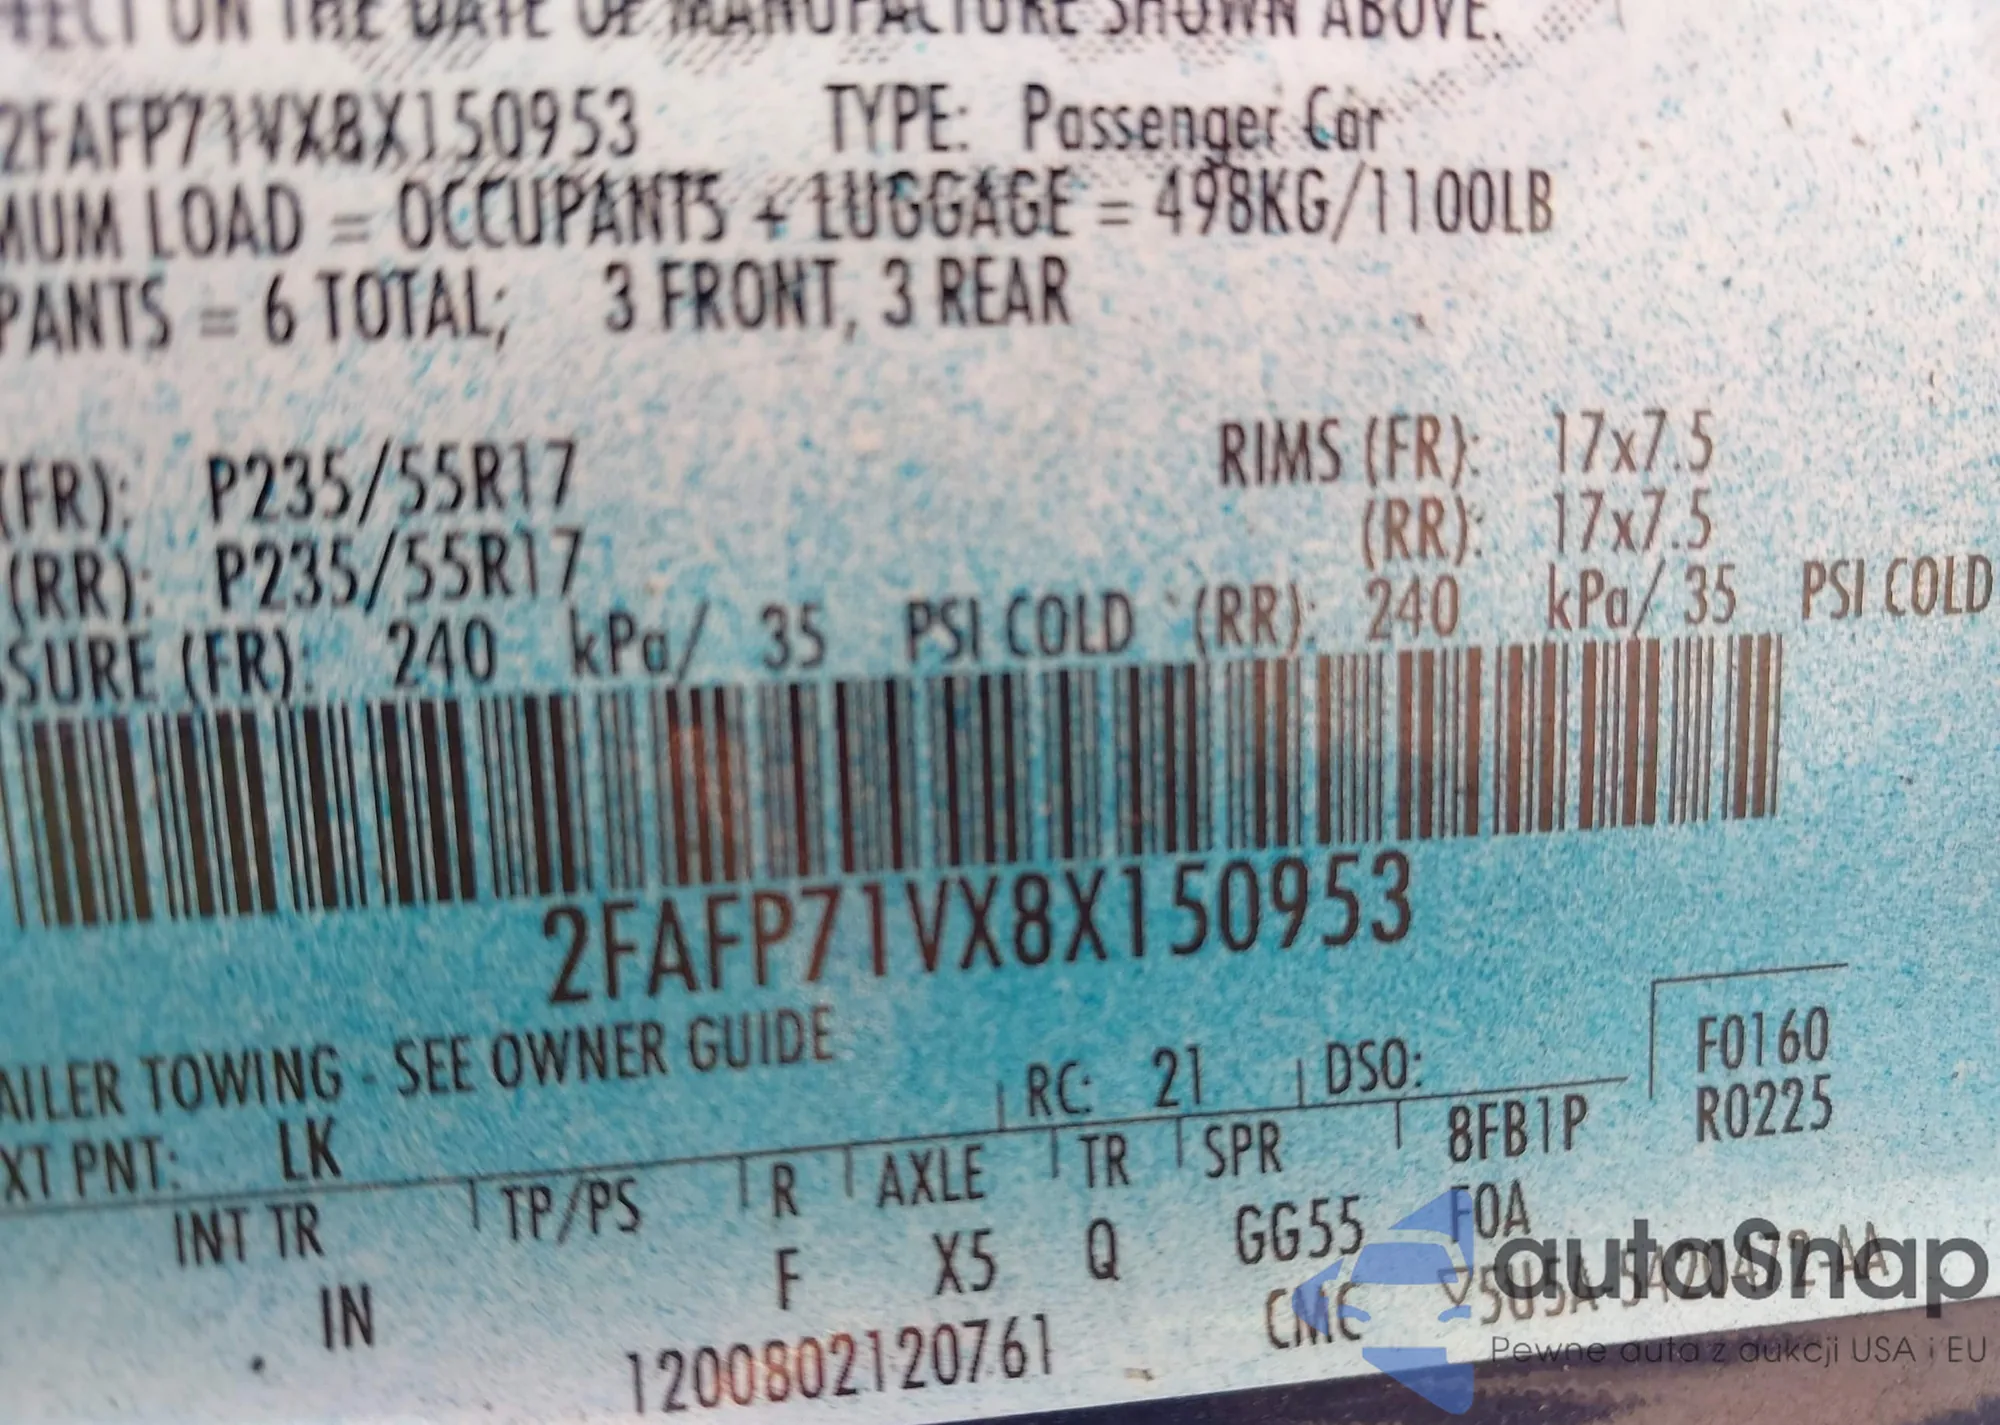 FECT ON THE DATE OF MANUFACTURE SHOWN ABOVE.
2FAFP71VX8X150953 TYPE: Passenger Car
MUM LOAD = OCCUPANTS + LUGGAGE = 498KG/1100LB
PANTS = 6 TOTAL; 3 FRONT, 3 REAR
(FR): P235/55R17 RIMS (FR): 17x7.5
(RR): P235/55R17 (RR): 17x7.5
SURE (FR): 240 kPa/ 35 PSI COLD (RR): 240 kPa/ 35 PSI COLD
2FAFP71VX8X150953
AILER TOWING - SEE OWNER GUIDE
RC: 21 DSO: F0160
XT PNT: LK 8FB1P R0225
INT TR TP/PS R AXLE TR SPR F0A
IN F X5 Q GG55
1200802120761 CMC
autaSnap
Pewne auta z aukcji USA i EU